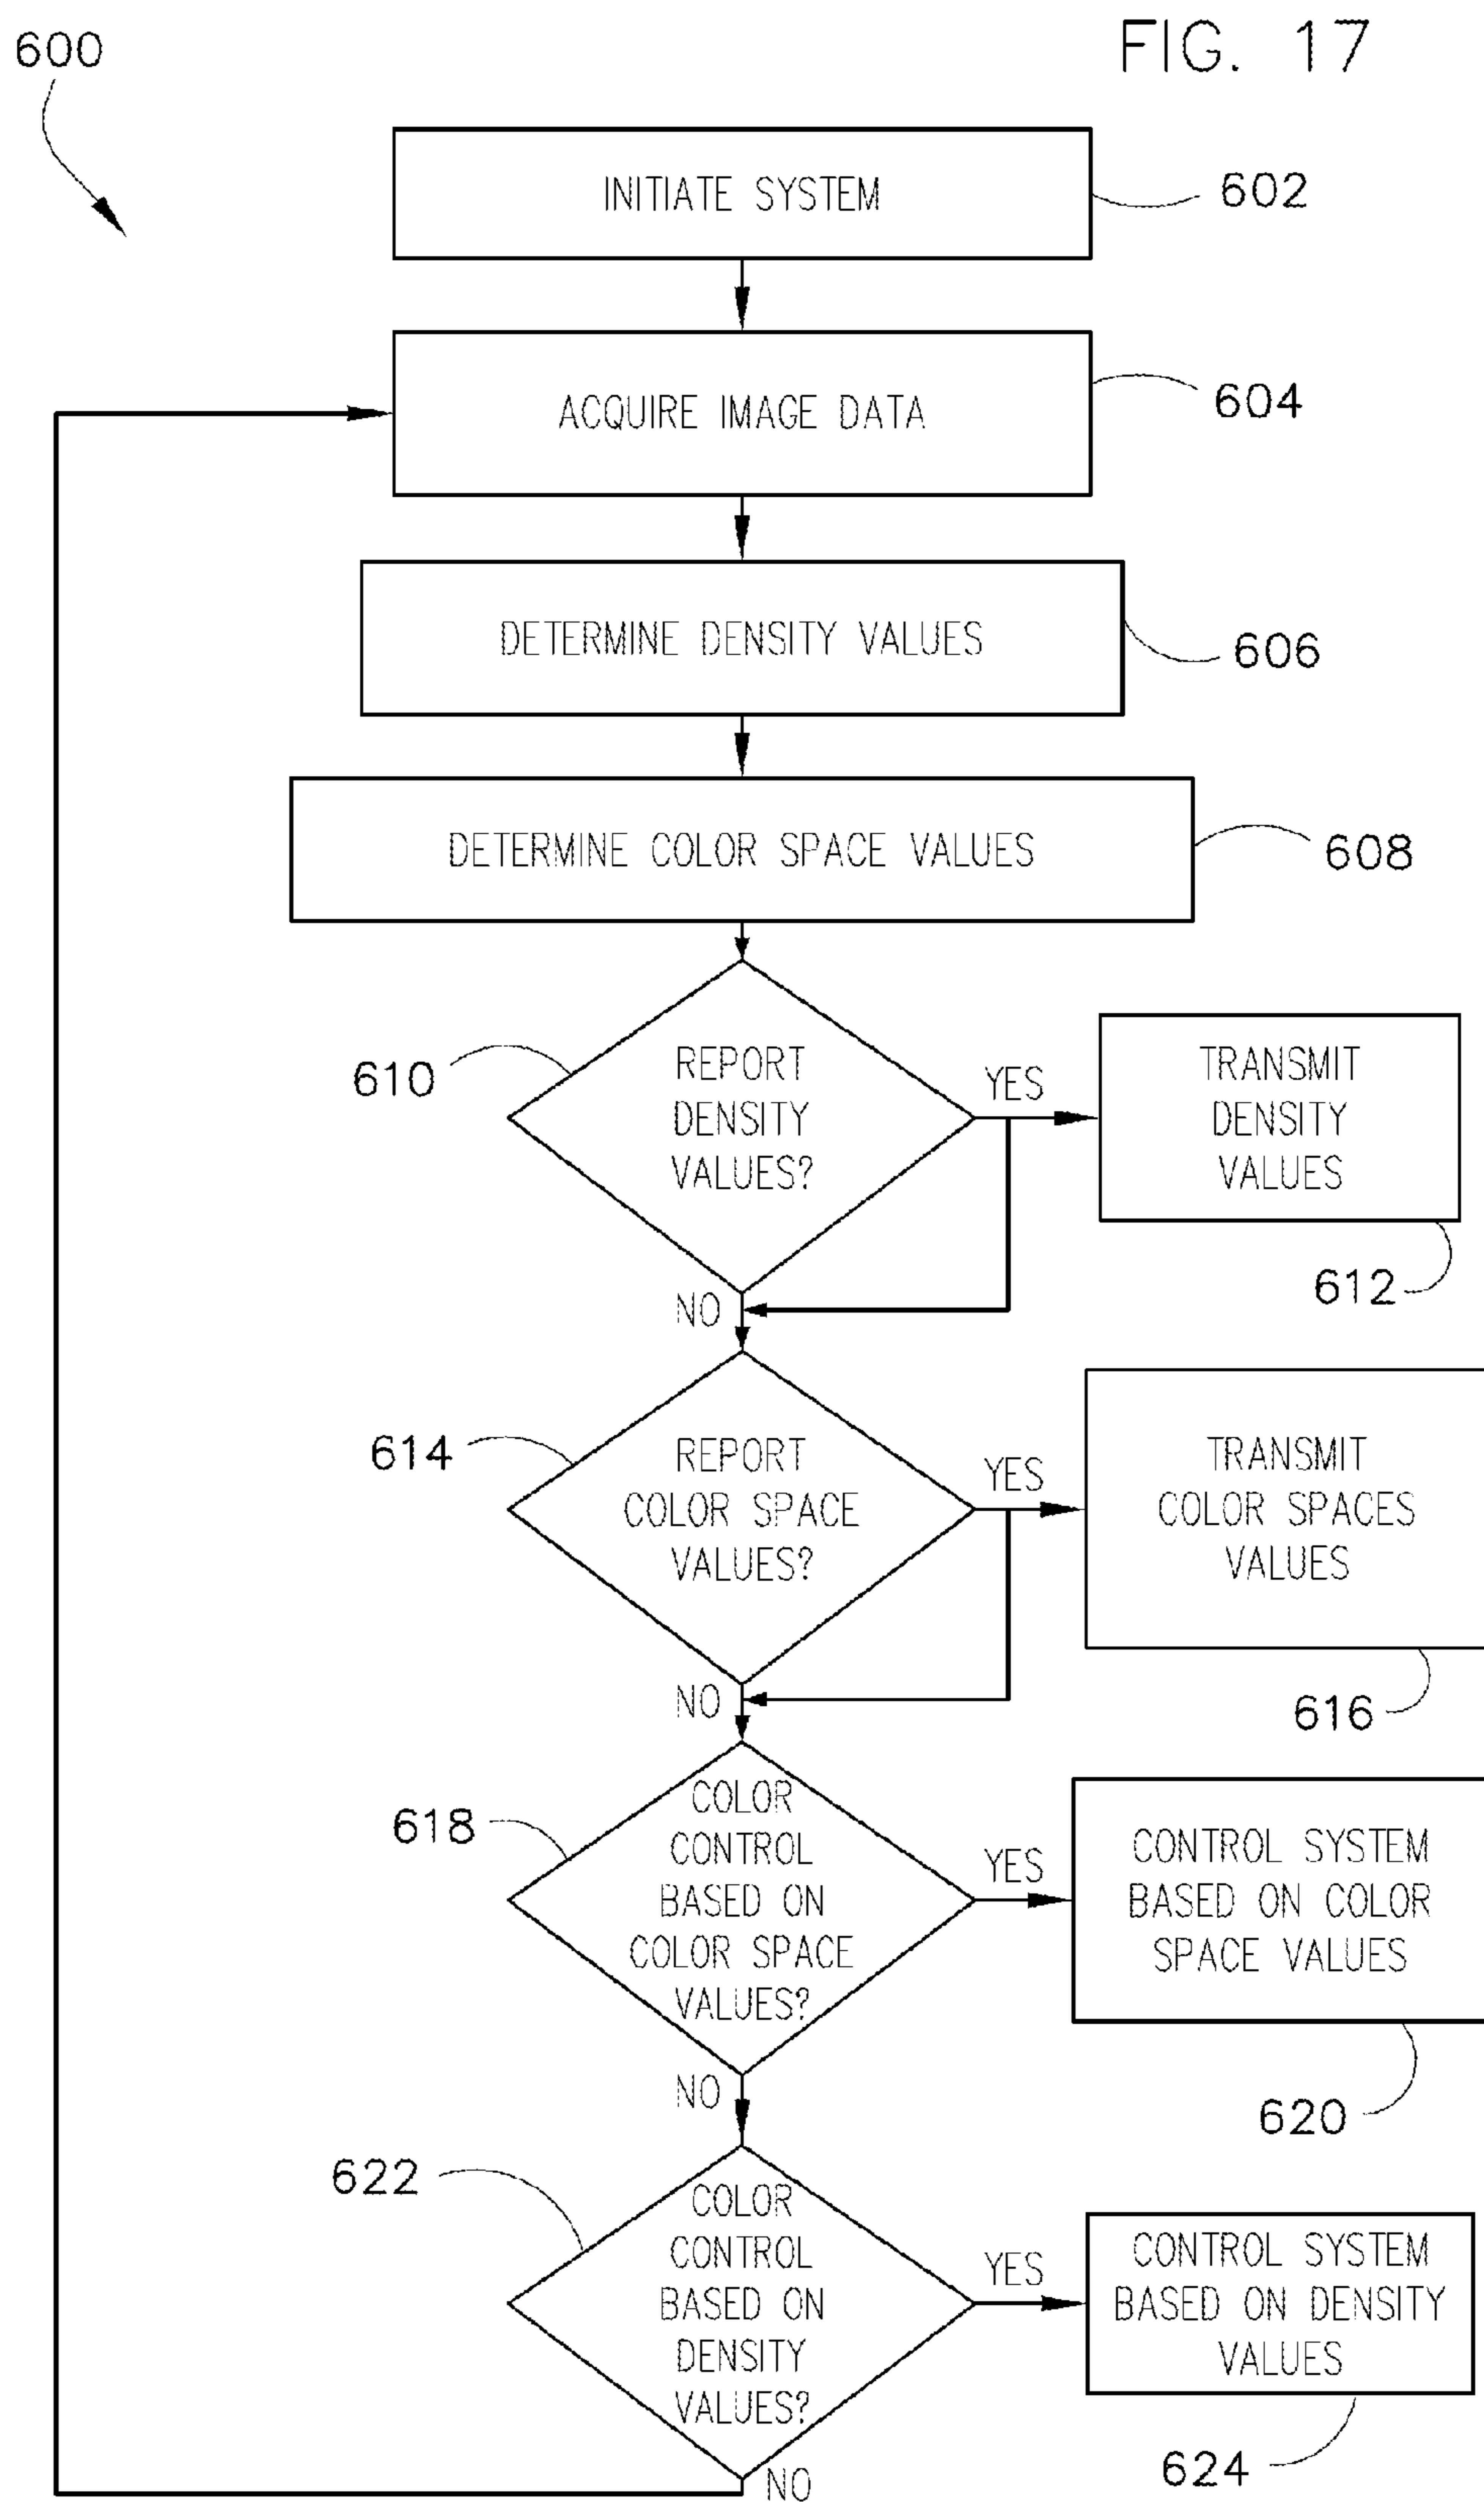 FIG. 17
600
INITIATE SYSTEM
602
ACQUIRE IMAGE DATA
604
DETERMINE DENSITY VALUES
606
DETERMINE COLOR SPACE VALUES
608
610
REPORT
DENSITY
VALUES?
YES
NO
TRANSMIT
DENSITY
VALUES
612
614
REPORT
COLOR SPACE
VALUES?
YES
NO
TRANSMIT
COLOR SPACES
VALUES
616
618
COLOR
CONTROL
BASED ON
COLOR SPACE
VALUES?
YES
NO
CONTROL SYSTEM
BASED ON COLOR
SPACE VALUES
620
622
COLOR
CONTROL
BASED ON
DENSITY
VALUES?
YES
NO
CONTROL SYSTEM
BASED ON DENSITY
VALUES
624